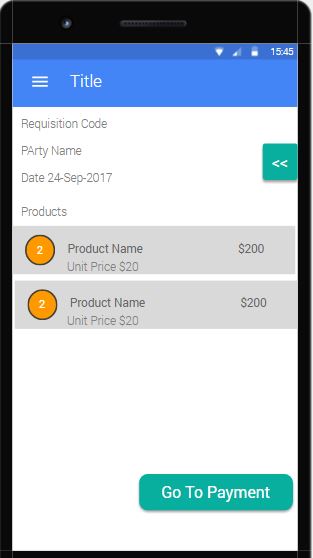 15:45
Title
Requisition Code
PArty Name
<<
Date 24-Sep-2017
Products
2 Product Name $200
Unit Price $20
2 Product Name $200
Unit Price $20
Go To Payment